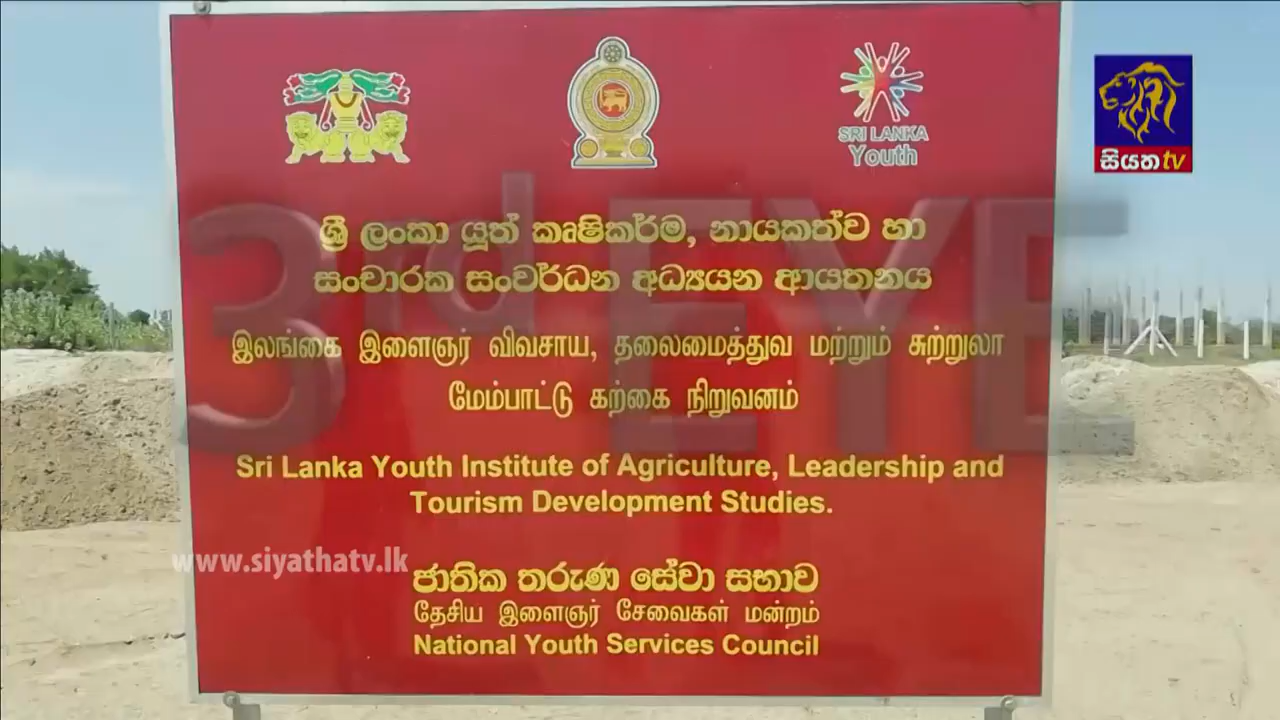 SRI LANKA
Youth
සියත tv
3rd EYE
ශ්‍රී ලංකා යූත් කෘෂිකර්ම, නායකත්ව හා
සංචාරක සංවර්ධන අධ්‍යයන ආයතනය
இலங்கை இளைஞர் விவசாய, தலைமைத்துவ மற்றும் சுற்றுலா
மேம்பாட்டு கற்கை நிறுவனம்
Sri Lanka Youth Institute of Agriculture, Leadership and
Tourism Development Studies.
www.siyathatv.lk
ජාතික තරුණ සේවා සභාව
தேசிய இளைஞர் சேவைகள் மன்றம்
National Youth Services Council